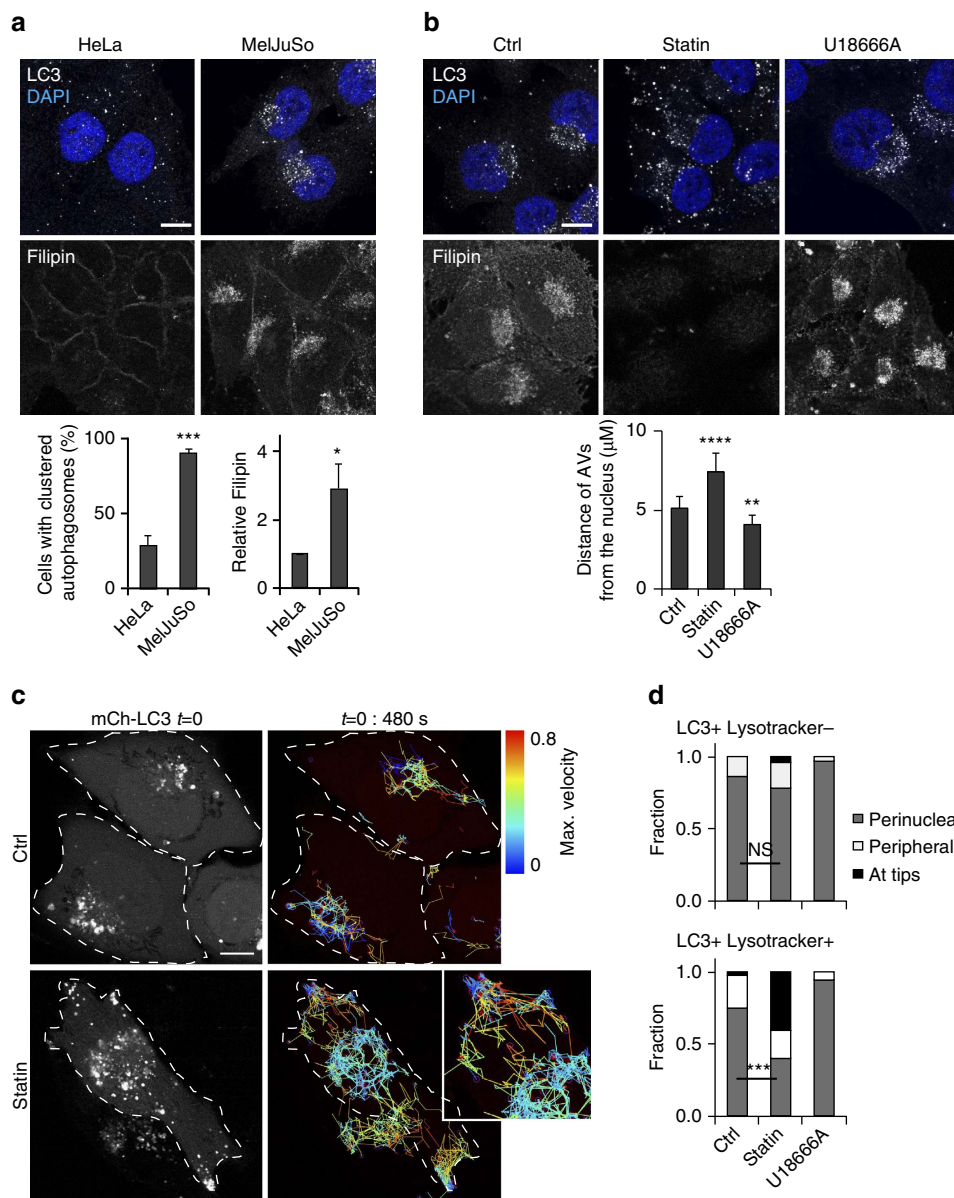 a
HeLa
MelJuSo
LC3
DAPI
Filipin
Cells with clustered
autophagosomes (%)
100
50
0
***
HeLa
MelJuSo
Relative Filipin
4
2
0
*
HeLa
MelJuSo
b
Ctrl
Statin
U18666A
LC3
DAPI
Filipin
Distance of AVs
from the nucleus (μM)
10
5
0
****
**
Ctrl
Statin
U18666A
c
mCh-LC3 t=0
t=0 : 480 s
Ctrl
Statin
0.8
0
Max. velocity
d
LC3+ Lysotracker–
Fraction
1.0
0.5
0.0
NS
Perinuclea
Peripheral
At tips
LC3+ Lysotracker+
Fraction
1.0
0.5
0.0
***
Ctrl
Statin
U18666A